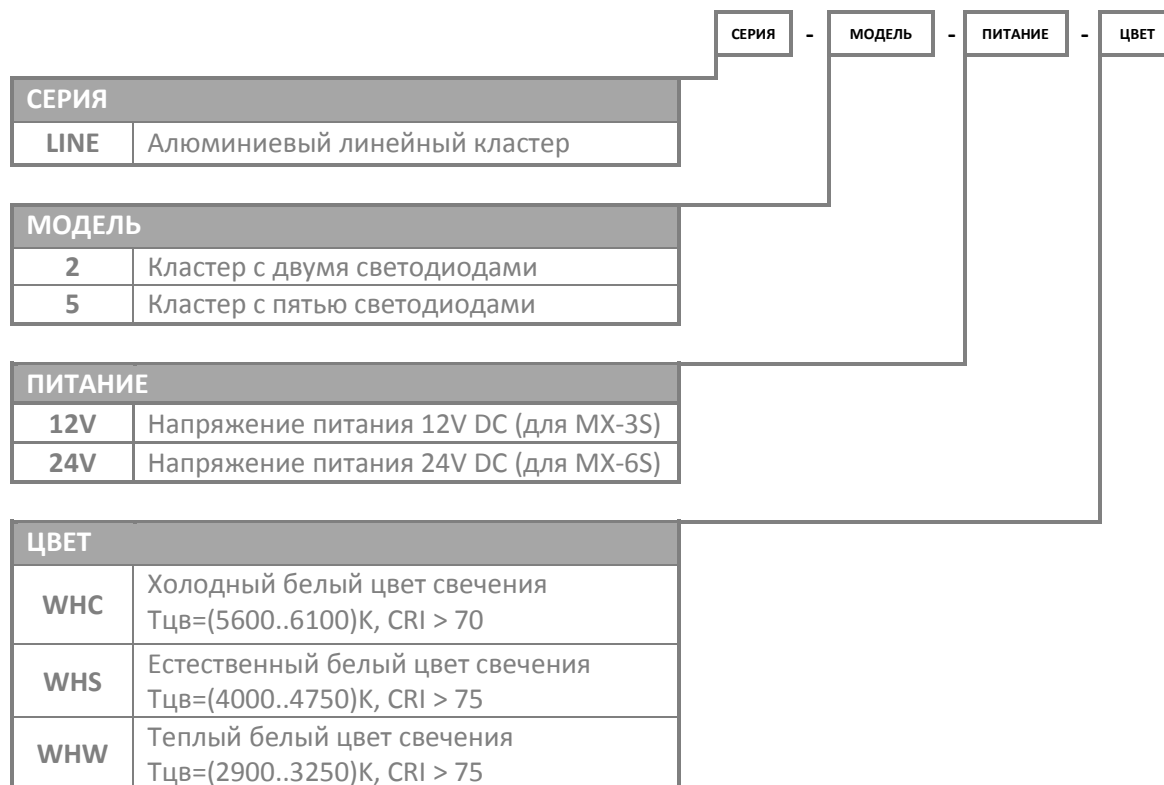 СЕРИЯ - МОДЕЛЬ - ПИТАНИЕ - ЦВЕТ
СЕРИЯ
LINE Алюминиевый линейный кластер
МОДЕЛЬ
2 Кластер с двумя светодиодами
5 Кластер с пятью светодиодами
ПИТАНИЕ
12V Напряжение питания 12V DC (для MX-3S)
24V Напряжение питания 24V DC (для MX-6S)
ЦВЕТ
WHC Холодный белый цвет свечения
Тцв=(5600..6100)K, CRI > 70
WHS Естественный белый цвет свечения
Тцв=(4000..4750)K, CRI > 75
WHW Теплый белый цвет свечения
Тцв=(2900..3250)K, CRI > 75